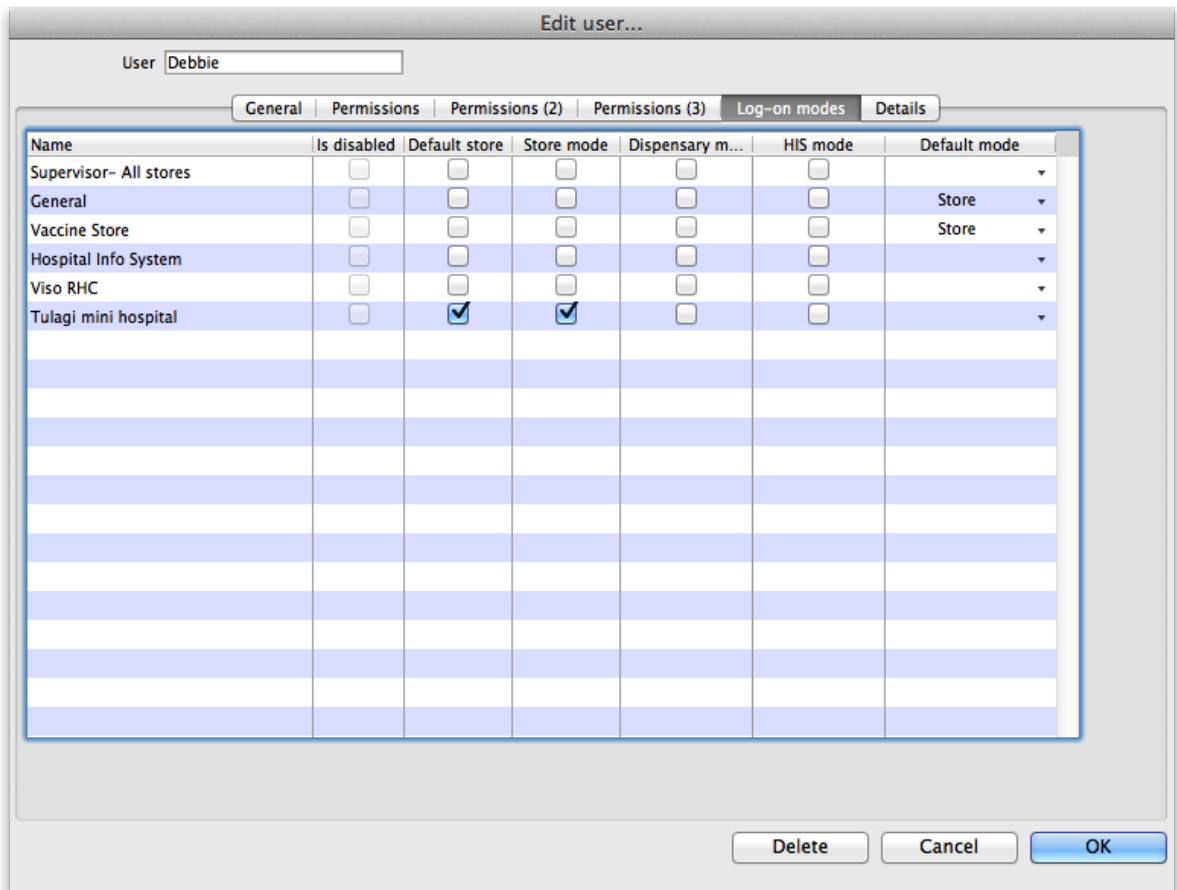 Edit user...
User Debbie
General Permissions Permissions (2) Permissions (3) Log-on modes Details
Name Is disabled Default store Store mode Dispensary m... HIS mode Default mode
Supervisor- All stores
General Store
Vaccine Store Store
Hospital Info System
Viso RHC
Tulagi mini hospital
Delete Cancel OK